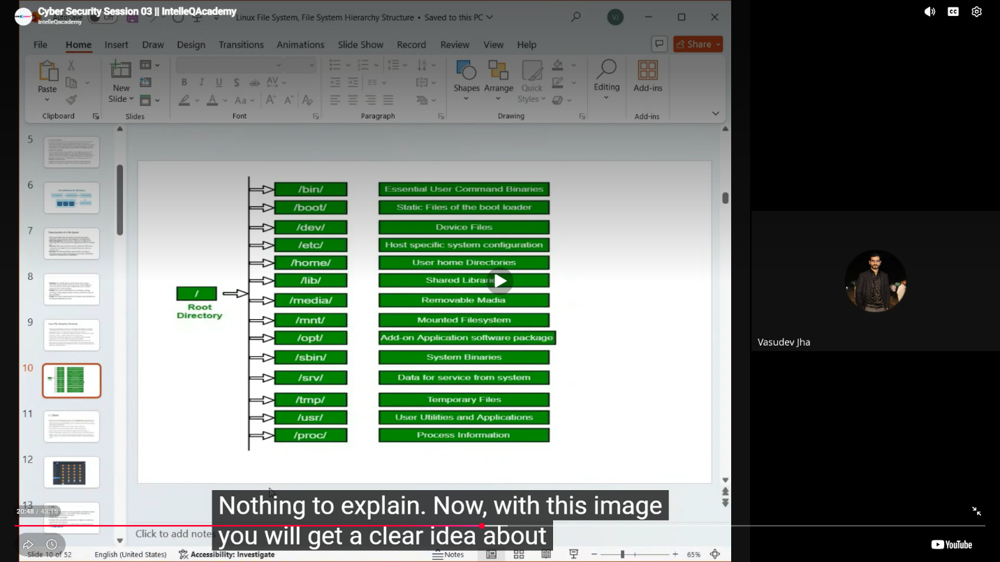 Cyber Security Session 03 || IntelleQAcademy
IntelleQacademy
Off
Linux File System, File System Hierarchy Structure • Saved to this PC
VJ
File Home Insert Draw Design Transitions Animations Slide Show Record Review View Help
Share
Paste
New
Slide
Shapes
Arrange
Quick
Styles
Editing
Add-ins
Clipboard
Slides
Font
Paragraph
Drawing
Add-ins
5
6
7
8
9
10
11
12
13
/
Root
Directory
/bin/ Essential User Command Binaries
/boot/ Static Files of the boot loader
/dev/ Device Files
/etc/ Host specific system configuration
/home/ User home Directories
/lib/ Shared
/media/ Removable Madia
/mnt/ Mounted Filesystem
/opt/ Add-on Application software package
/sbin/ System Binaries
/srv/ Data for service from system
/tmp/ Temporary Files
/usr/ User Utilities and Applications
/proc/ Process Information
Vasudev Jha
Nothing to explain. Now, with this image
you will get a clear idea about
20:48 / 43:15
Click to add notes
Slide 10 of 52
English (United States)
Accessibility: Investigate
Notes
65%
YouTube